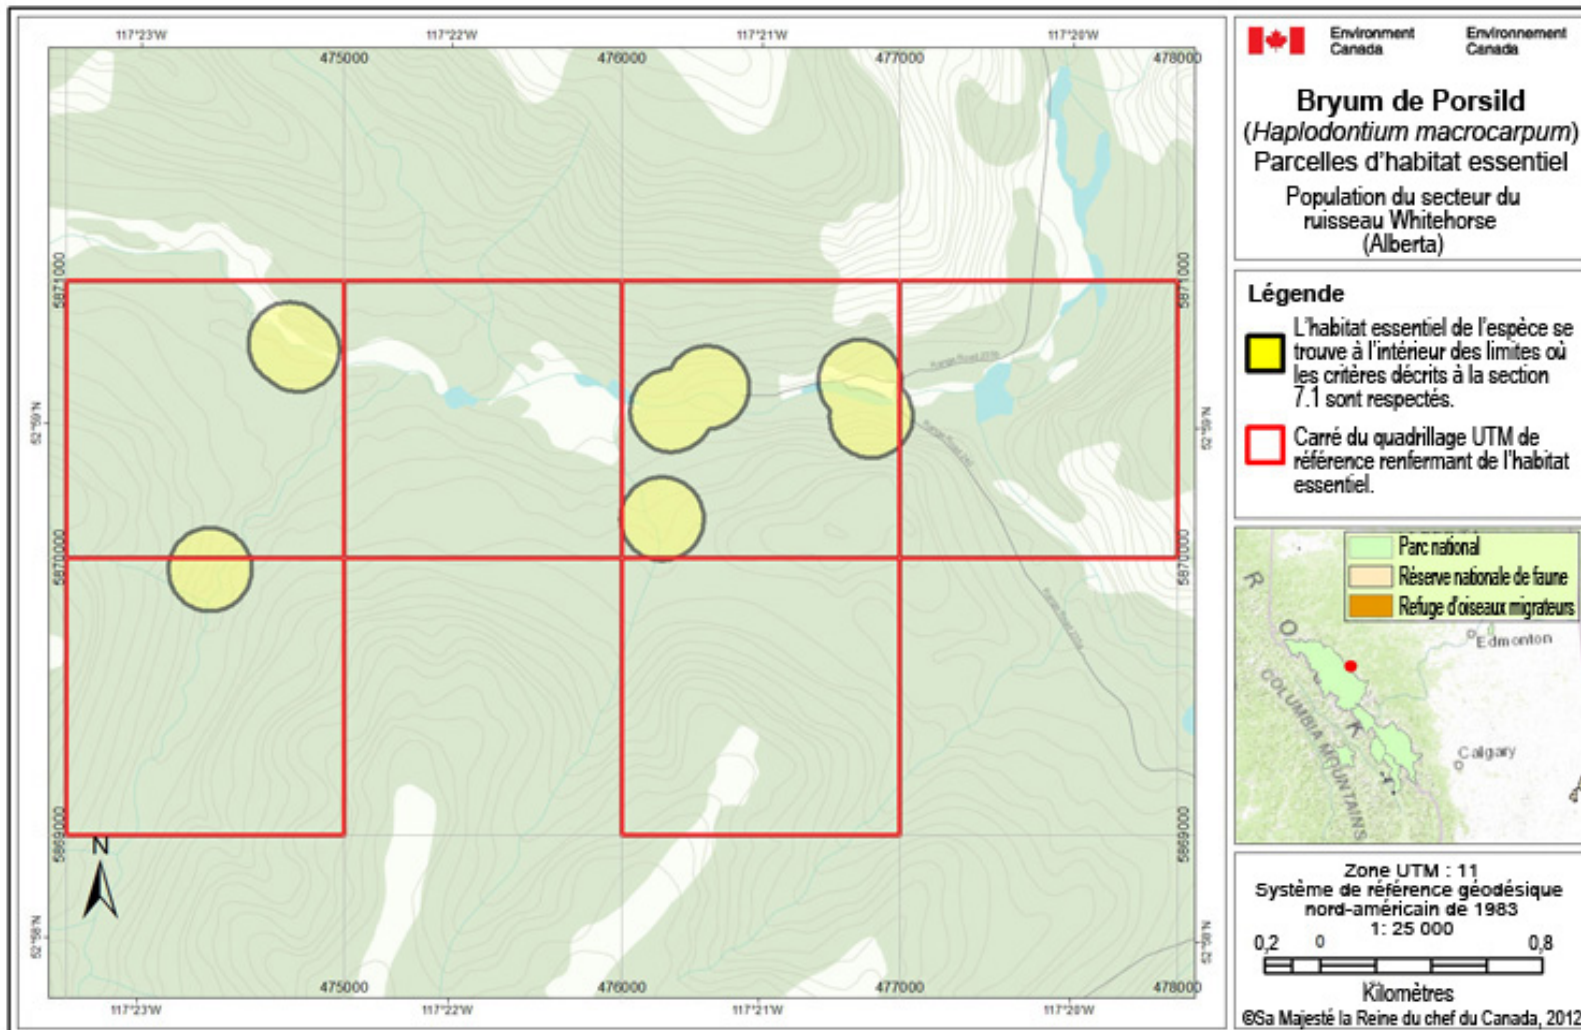 117°23'W 117°22'W 117°21'W 117°20'W
475000 476000 477000 478000
5871000 5871000
Range Road
52°59'N 52°59'N
Range Road
5870000 5870000
Range Road
5869000 5869000
N
52°58'N 52°58'N
475000 476000 477000 478000
117°23'W 117°22'W 117°21'W 117°20'W
Environment Environnement
Canada Canada
Bryum de Porsild
(Haplodontium macrocarpum)
Parcelles d'habitat essentiel
Population du secteur du
ruisseau Whitehorse
(Alberta)
Légende
L'habitat essentiel de l'espèce se
trouve à l'intérieur des limites où
les critères décrits à la section
7.1 sont respectés.
Carré du quadrillage UTM de
référence renfermant de l'habitat
essentiel.
Parc national
Réserve nationale de faune
Refuge d'oiseaux migrateurs
R O K
Edmonton
COLUMBIA MOUNTAINS
Calgary
Zone UTM : 11
Système de référence géodésique
nord-américain de 1983
1: 25 000
0,2 0 0,8
Kilomètres
©Sa Majesté la Reine du chef du Canada, 2012